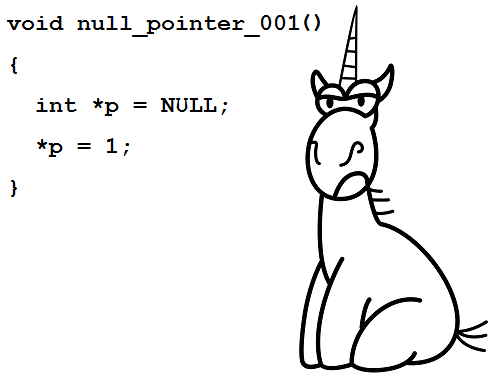 void null_pointer_001()
{
  int *p = NULL;
  *p = 1;
}